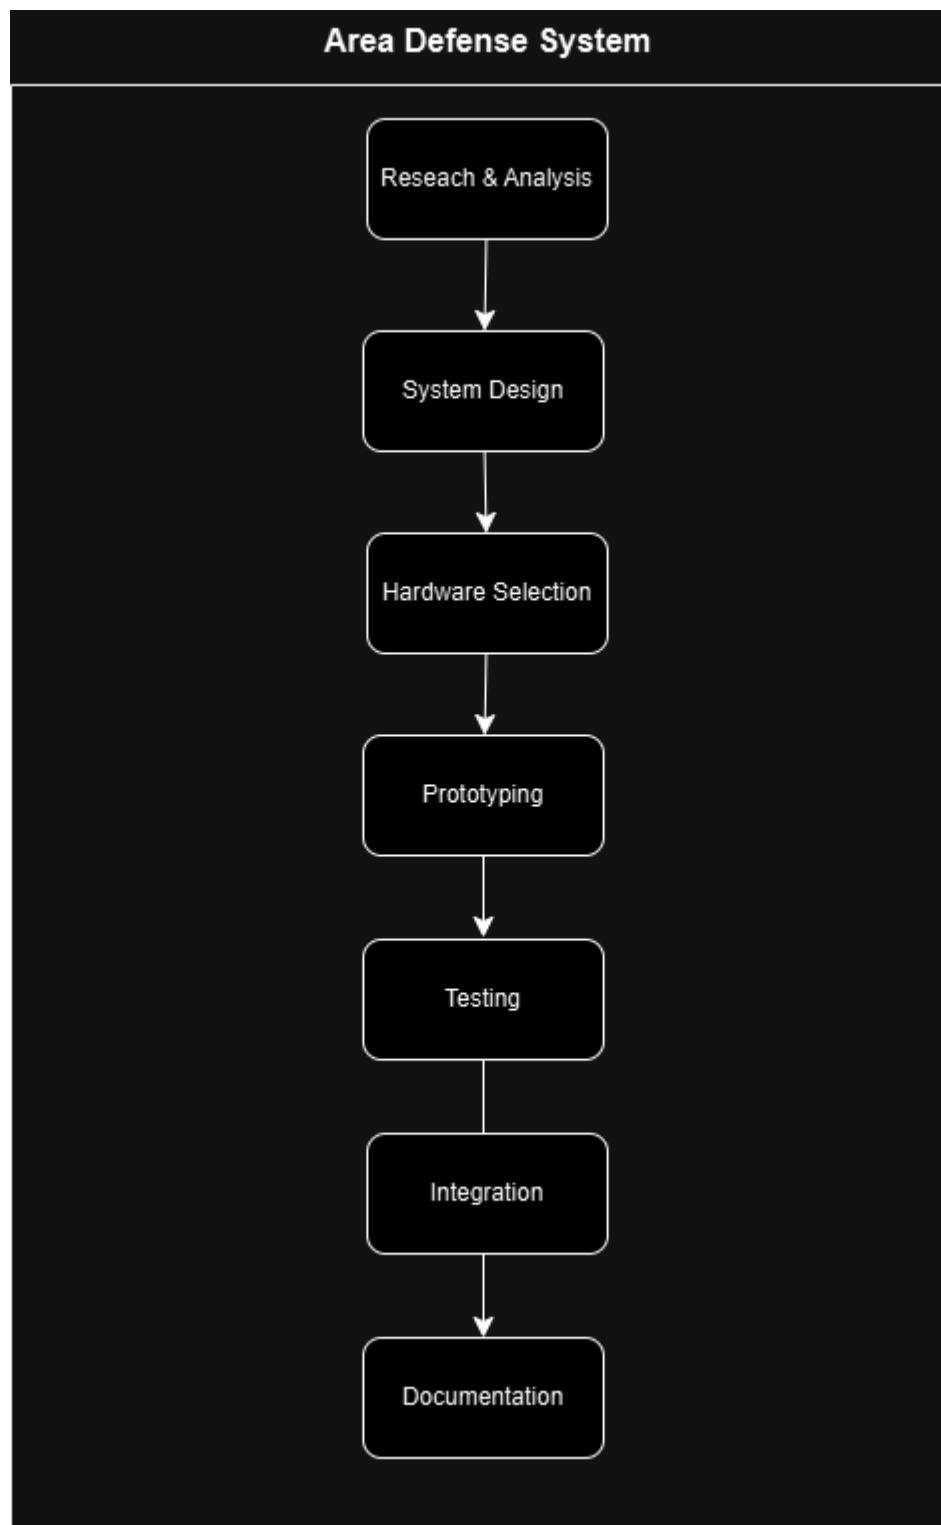 Area Defense System
Reseach & Analysis
System Design
Hardware Selection
Prototyping
Testing
Integration
Documentation